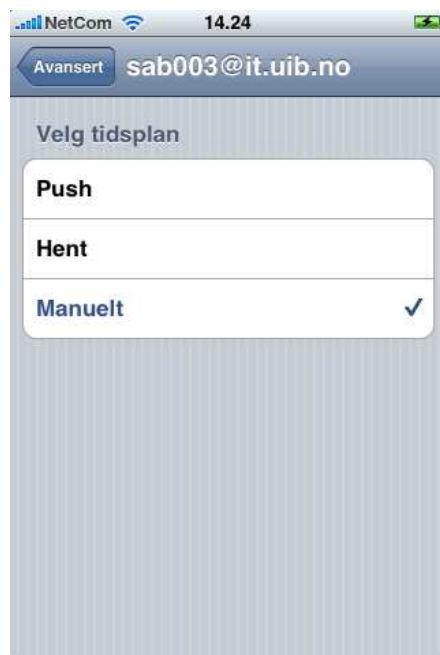 NetCom 14.24
Avansert sab003@it.uib.no
Velg tidsplan
Push
Hent
Manuelt